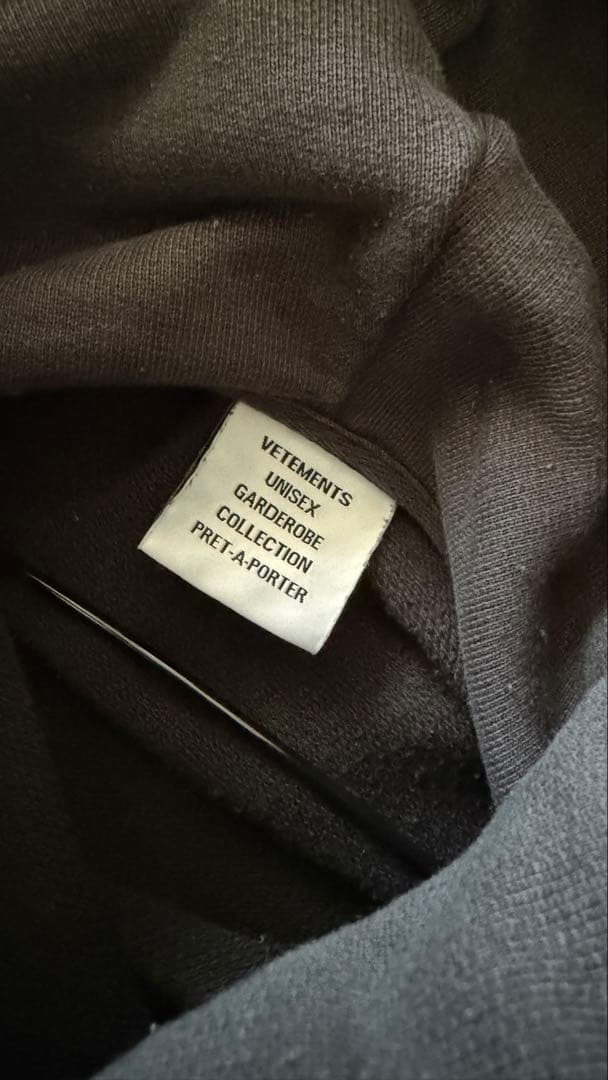 VETEMENTS
UNISEX
GARDEROBE
COLLECTION
PRET-A-PORTER